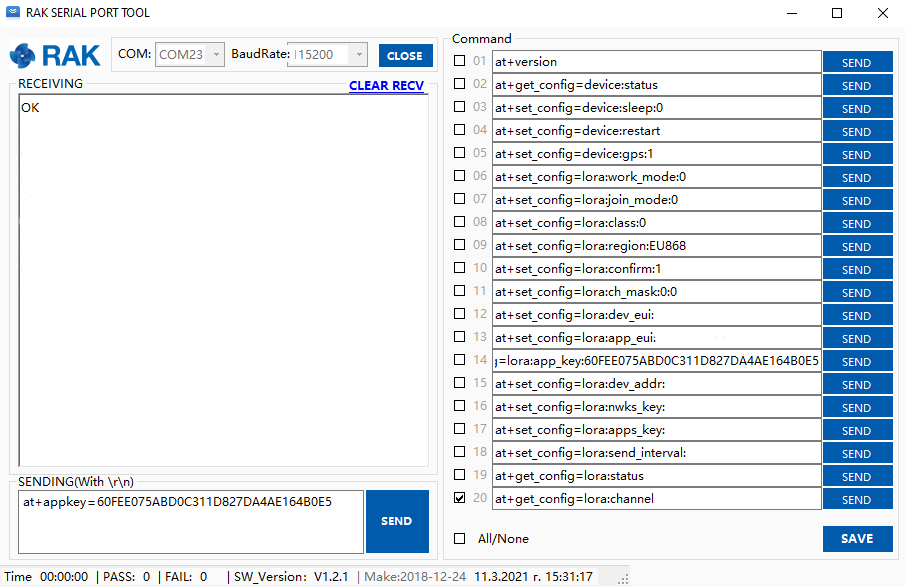 RAK SERIAL PORT TOOL
RAK
COM: COM23 BaudRate: 115200 CLOSE
RECEIVING
CLEAR RECV
OK
SENDING(With \r\n)
at+appkey=60FEE075ABD0C311D827DA4AE164B0E5
SEND
Command
01 at+version SEND
02 at+get_config=device:status SEND
03 at+set_config=device:sleep:0 SEND
04 at+set_config=device:restart SEND
05 at+set_config=device:gps:1 SEND
06 at+set_config=lora:work_mode:0 SEND
07 at+set_config=lora:join_mode:0 SEND
08 at+set_config=lora:class:0 SEND
09 at+set_config=lora:region:EU868 SEND
10 at+set_config=lora:confirm:1 SEND
11 at+set_config=lora:ch_mask:0:0 SEND
12 at+set_config=lora:dev_eui: SEND
13 at+set_config=lora:app_eui: SEND
14 g=lora:app_key:60FEE075ABD0C311D827DA4AE164B0E5 SEND
15 at+set_config=lora:dev_addr: SEND
16 at+set_config=lora:nwks_key: SEND
17 at+set_config=lora:apps_key: SEND
18 at+set_config=lora:send_interval: SEND
19 at+get_config=lora:status SEND
20 at+get_config=lora:channel SEND
All/None SAVE
Time 00:00:00 | PASS: 0 | FAIL: 0 | SW_Version: V1.2.1 | Make:2018-12-24 11.3.2021 г. 15:31:17